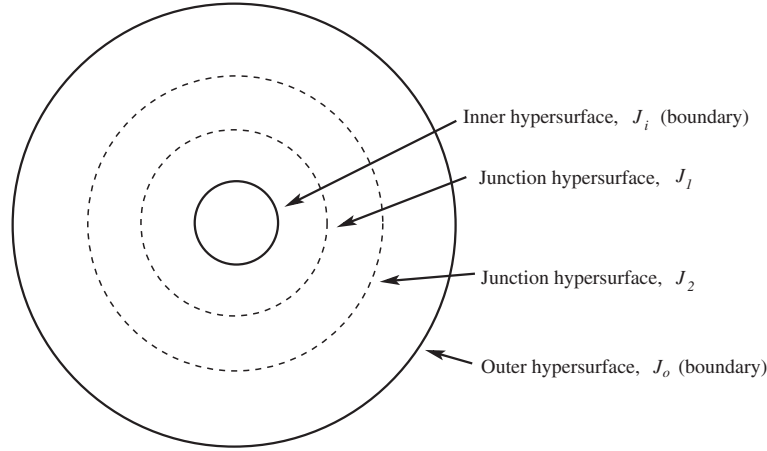 Inner hypersurface, J_i (boundary)
Junction hypersurface, J_1
Junction hypersurface, J_2
Outer hypersurface, J_o (boundary)